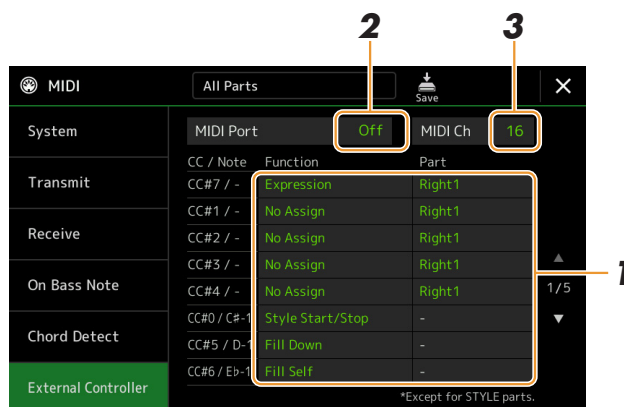 2 3
MIDI All Parts Save ×
System
Transmit
Receive
On Bass Note
Chord Detect
External Controller
MIDI Port Off MIDI Ch 16
CC / Note Function Part
CC#7 / - Expression Right1
CC#1 / - No Assign Right1
CC#2 / - No Assign Right1
CC#3 / - No Assign Right1
CC#4 / - No Assign Right1
CC#0 / C#-1 Style Start/Stop -
CC#5 / D-1 Fill Down -
CC#6 / E♭-1 Fill Self -
1/5
1
*Except for STYLE parts.